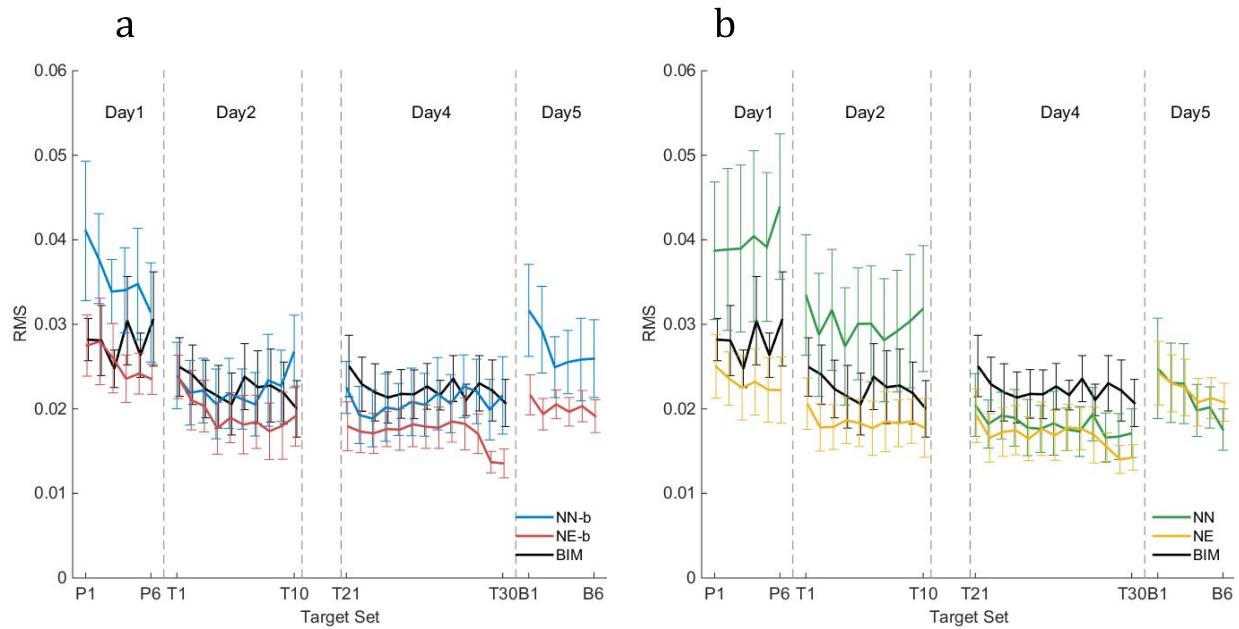 a
0.06
0.05
0.04
0.03
0.02
0.01
0
RMS
Day1 Day2 Day4 Day5
NN-b
NE-b
BIM
P1 P6 T1 T10 T21 T30 B1 B6
Target Set
b
0.06
0.05
0.04
0.03
0.02
0.01
0
RMS
Day1 Day2 Day4 Day5
NN
NE
BIM
P1 P6 T1 T10 T21 T30 B1 B6
Target Set